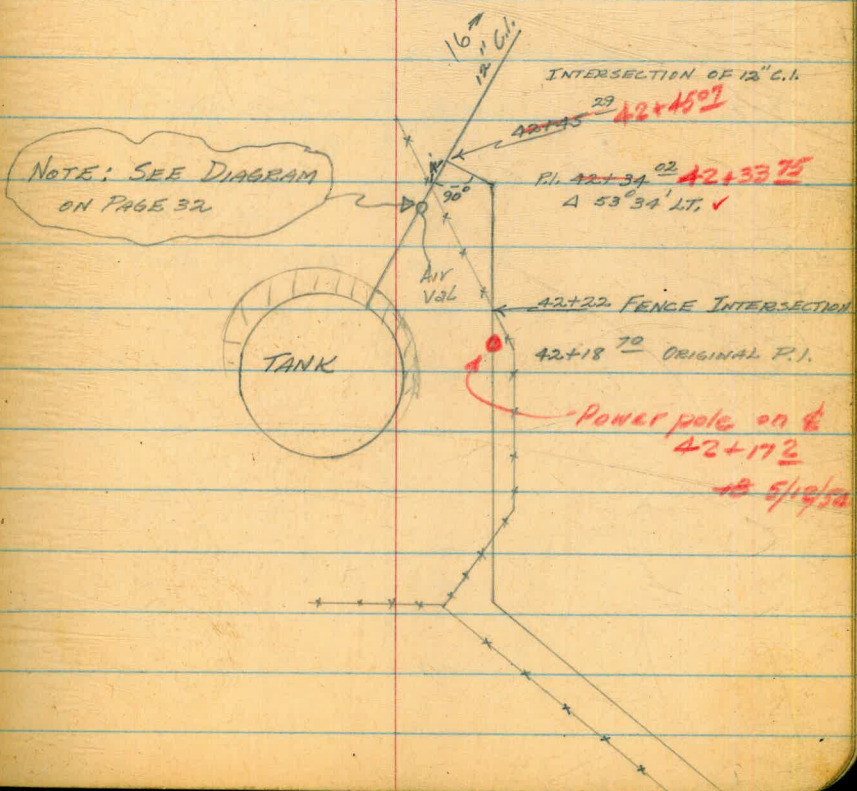 16"
12" C.I.
INTERSECTION OF 12" C.I.
42+45 29 42+45 07
NOTE: SEE DIAGRAM
ON PAGE 32
P.I. 42+34 02 42+33 75
Δ 53°34' LT. ✓
90°
AIR
VAL
42+22 FENCE INTERSECTION
TANK
42+18 70 ORIGINAL P.I.
Power pole on ℄
42+17 2